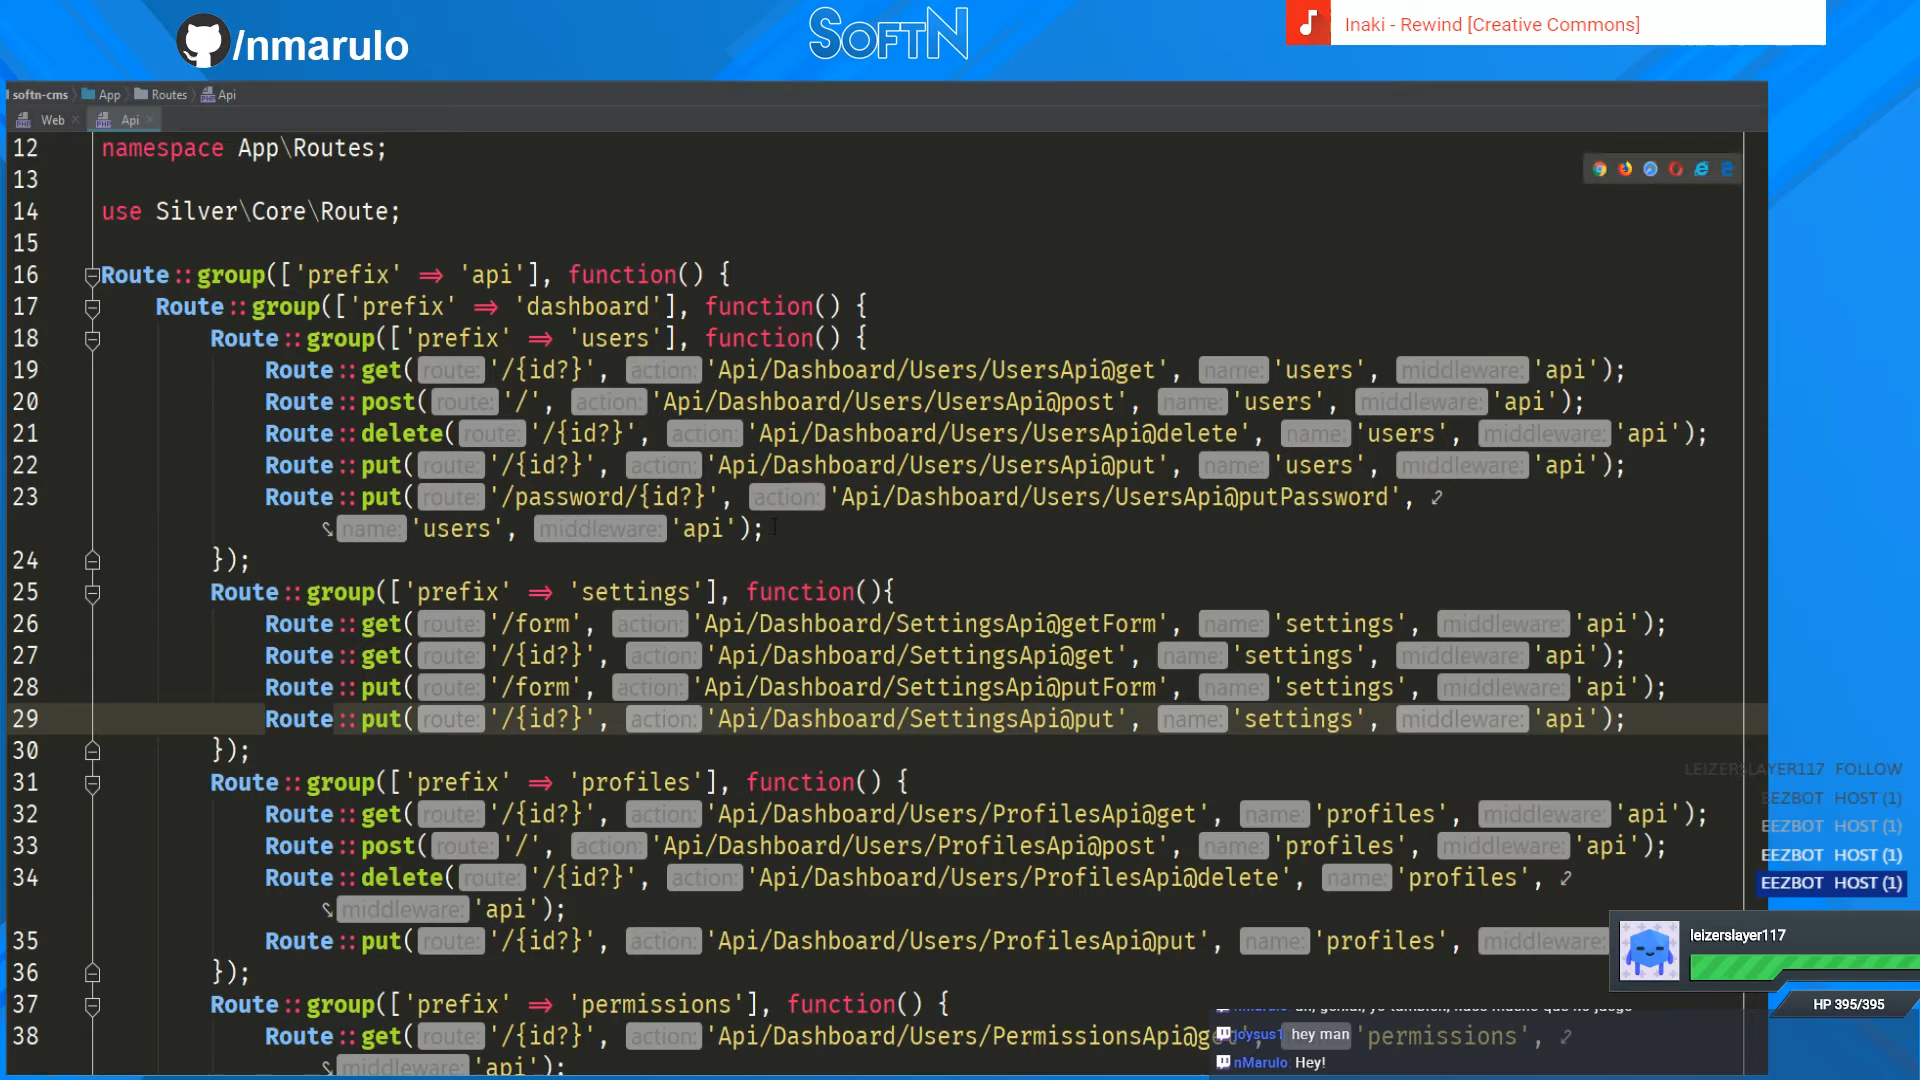 /nmarulo
SOFTN
Inaki - Rewind [Creative Commons]
softn-cms App Routes Api
Web Api
12 namespace App\Routes;
13
14 use Silver\Core\Route;
15
16 Route::group(['prefix' => 'api'], function() {
17 Route::group(['prefix' => 'dashboard'], function() {
18 Route::group(['prefix' => 'users'], function() {
19 Route::get( route: '/{id?}', action: 'Api/Dashboard/Users/UsersApi@get', name: 'users', middleware: 'api');
20 Route::post( route: '/', action: 'Api/Dashboard/Users/UsersApi@post', name: 'users', middleware: 'api');
21 Route::delete( route: '/{id?}', action: 'Api/Dashboard/Users/UsersApi@delete', name: 'users', middleware: 'api');
22 Route::put( route: '/{id?}', action: 'Api/Dashboard/Users/UsersApi@put', name: 'users', middleware: 'api');
23 Route::put( route: '/password/{id?}', action: 'Api/Dashboard/Users/UsersApi@putPassword',
name: 'users', middleware: 'api');
24 });
25 Route::group(['prefix' => 'settings'], function(){
26 Route::get( route: '/form', action: 'Api/Dashboard/SettingsApi@getForm', name: 'settings', middleware: 'api');
27 Route::get( route: '/{id?}', action: 'Api/Dashboard/SettingsApi@get', name: 'settings', middleware: 'api');
28 Route::put( route: '/form', action: 'Api/Dashboard/SettingsApi@putForm', name: 'settings', middleware: 'api');
29 Route::put( route: '/{id?}', action: 'Api/Dashboard/SettingsApi@put', name: 'settings', middleware: 'api');
30 });
31 Route::group(['prefix' => 'profiles'], function() {
32 Route::get( route: '/{id?}', action: 'Api/Dashboard/Users/ProfilesApi@get', name: 'profiles', middleware: 'api');
33 Route::post( route: '/', action: 'Api/Dashboard/Users/ProfilesApi@post', name: 'profiles', middleware: 'api');
34 Route::delete( route: '/{id?}', action: 'Api/Dashboard/Users/ProfilesApi@delete', name: 'profiles',
middleware: 'api');
35 Route::put( route: '/{id?}', action: 'Api/Dashboard/Users/ProfilesApi@put', name: 'profiles', middleware:
36 });
37 Route::group(['prefix' => 'permissions'], function() {
38 Route::get( route: '/{id?}', action: 'Api/Dashboard/Users/PermissionsApi@get', 'permissions',
middleware: 'api');
LEIZERSLAYER117 FOLLOW
EEZBOT HOST (1)
EEZBOT HOST (1)
EEZBOT HOST (1)
EEZBOT HOST (1)
leizerslayer117
HP 395/395
joysus1 hey man
nMarulo: Hey!